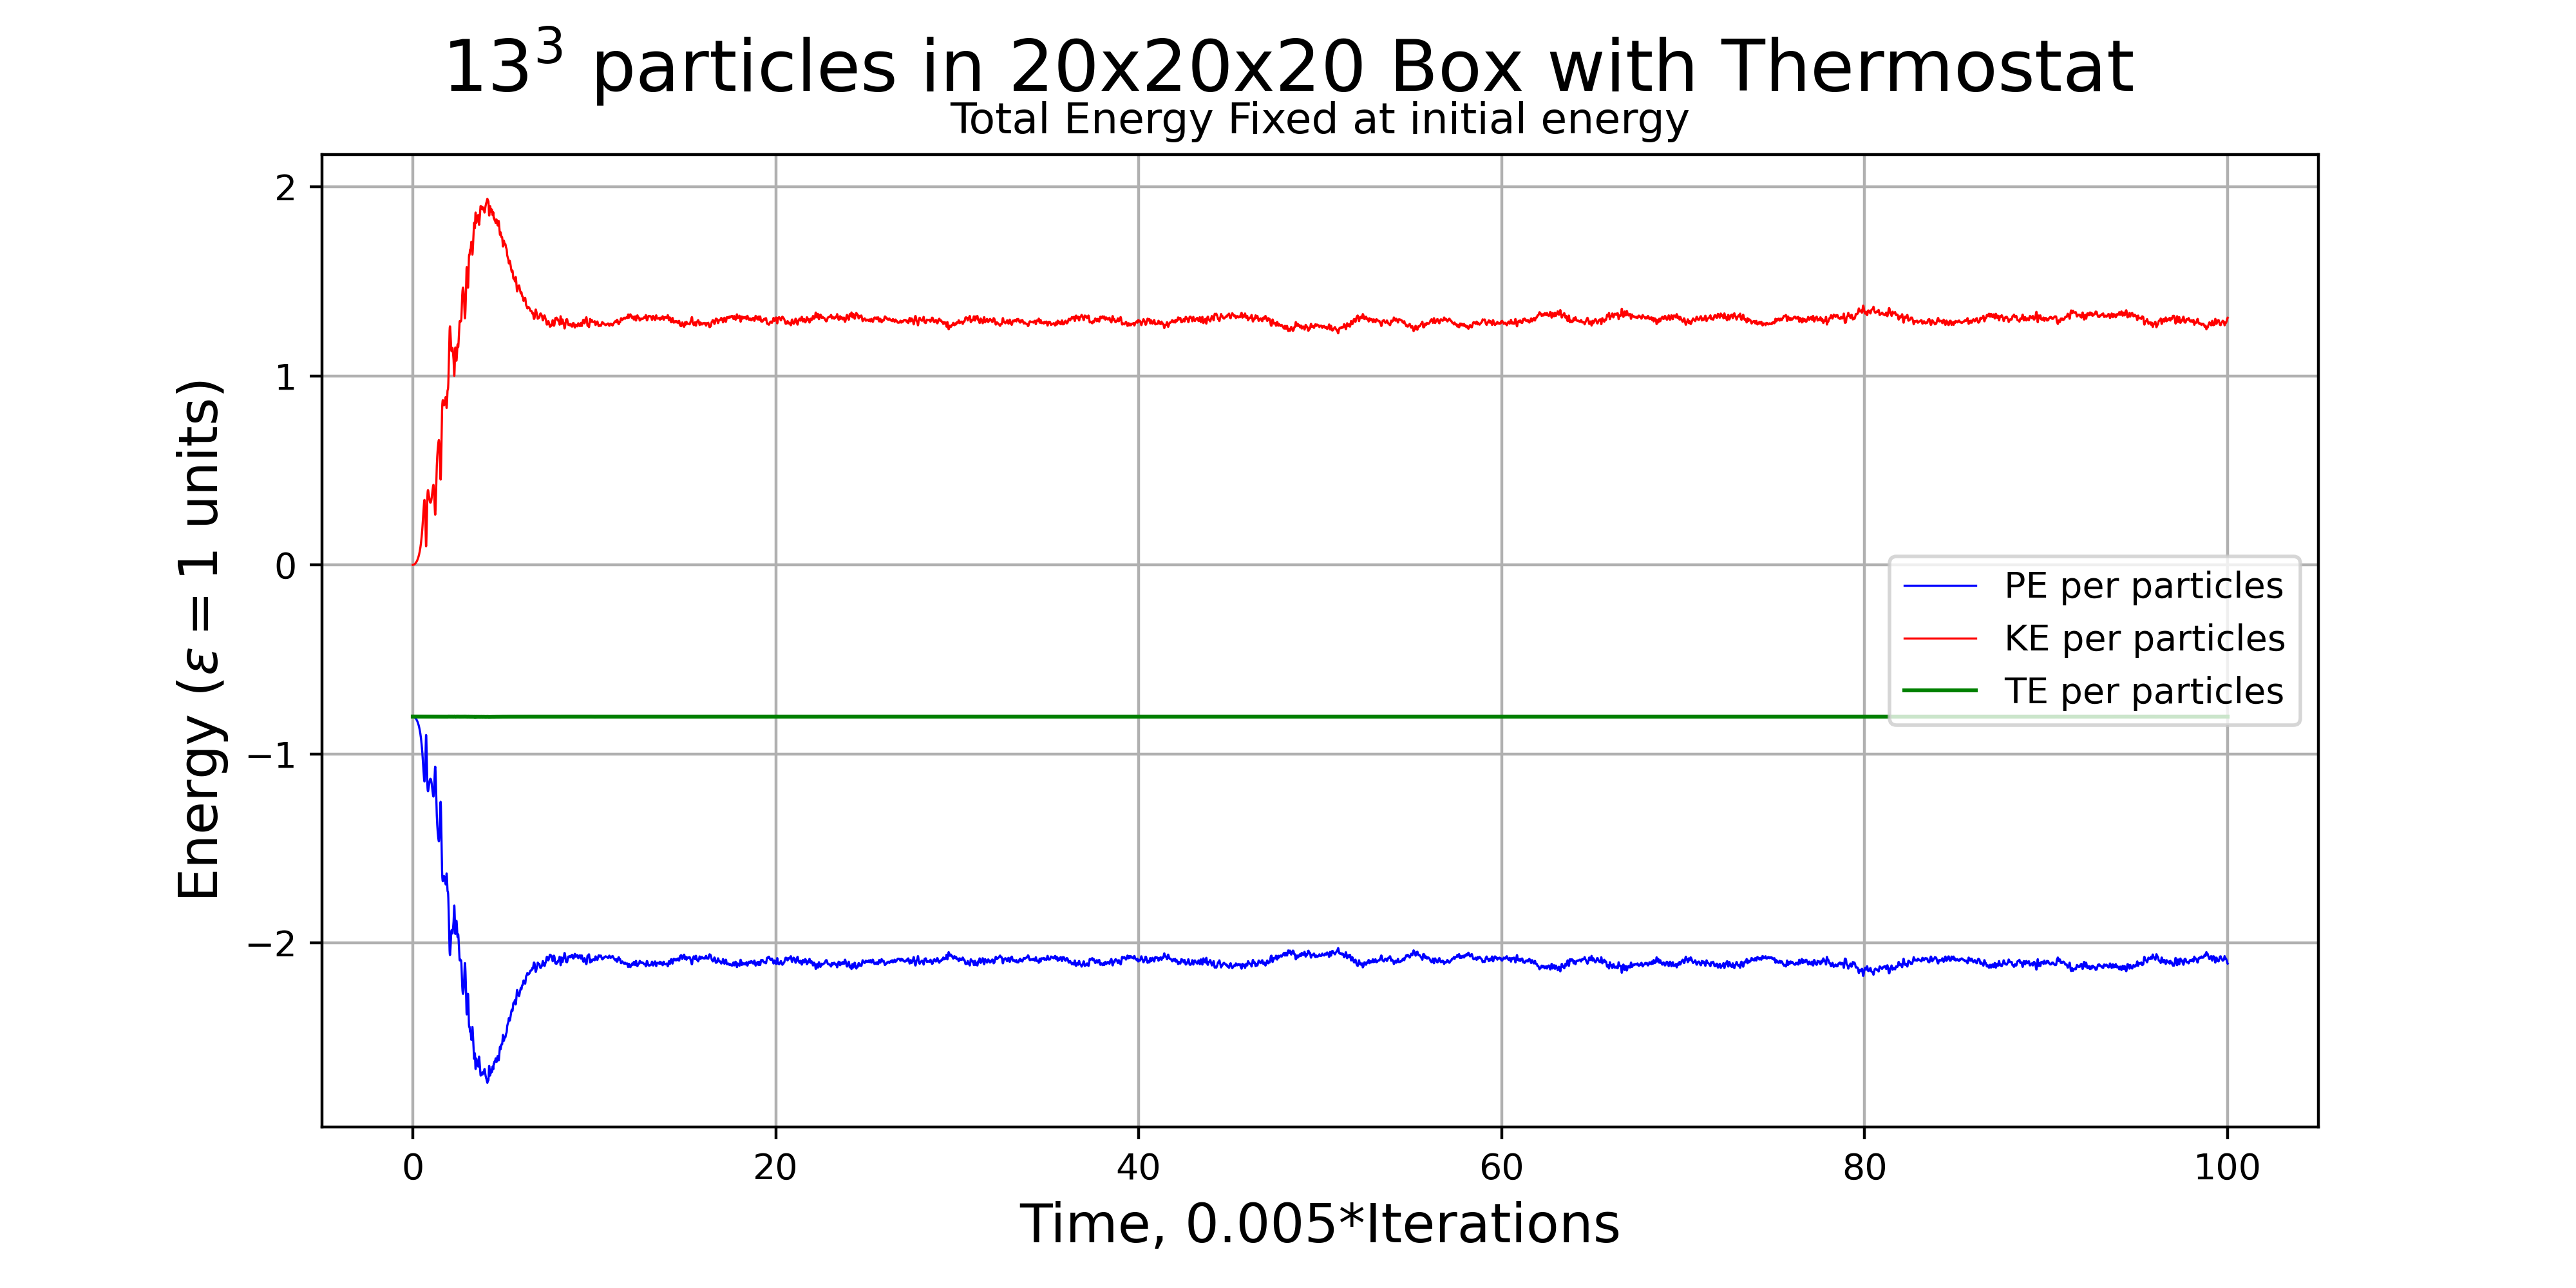 13³ particles in 20x20x20 Box with Thermostat
Total Energy Fixed at initial energy
Energy (ε = 1 units)
2
1
0
−1
−2
PE per particles
KE per particles
TE per particles
0 20 40 60 80 100
Time, 0.005*Iterations